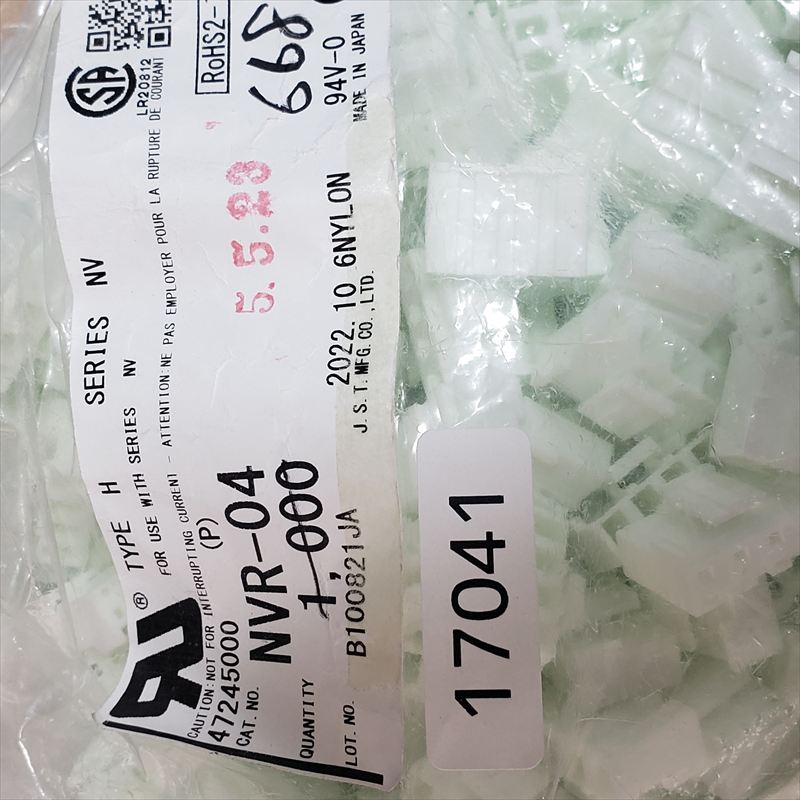 LR20812
RoHS2-
668
94V-0
MADE IN JAPAN
TYPE H SERIES NV
FOR USE WITH SERIES NV
CAUTION:NOT FOR INTERRUPTING CURRENT - ATTENTION:NE PAS EMPLOYER POUR LA RUPTURE DE COURANT
47245000 (P)
5.5.23
CAT. NO. NVR-04
QUANTITY 1,000
2022.10 6NYLON
LOT. NO. B100821JA J.S.T.MFG.CO.,LTD.
17041